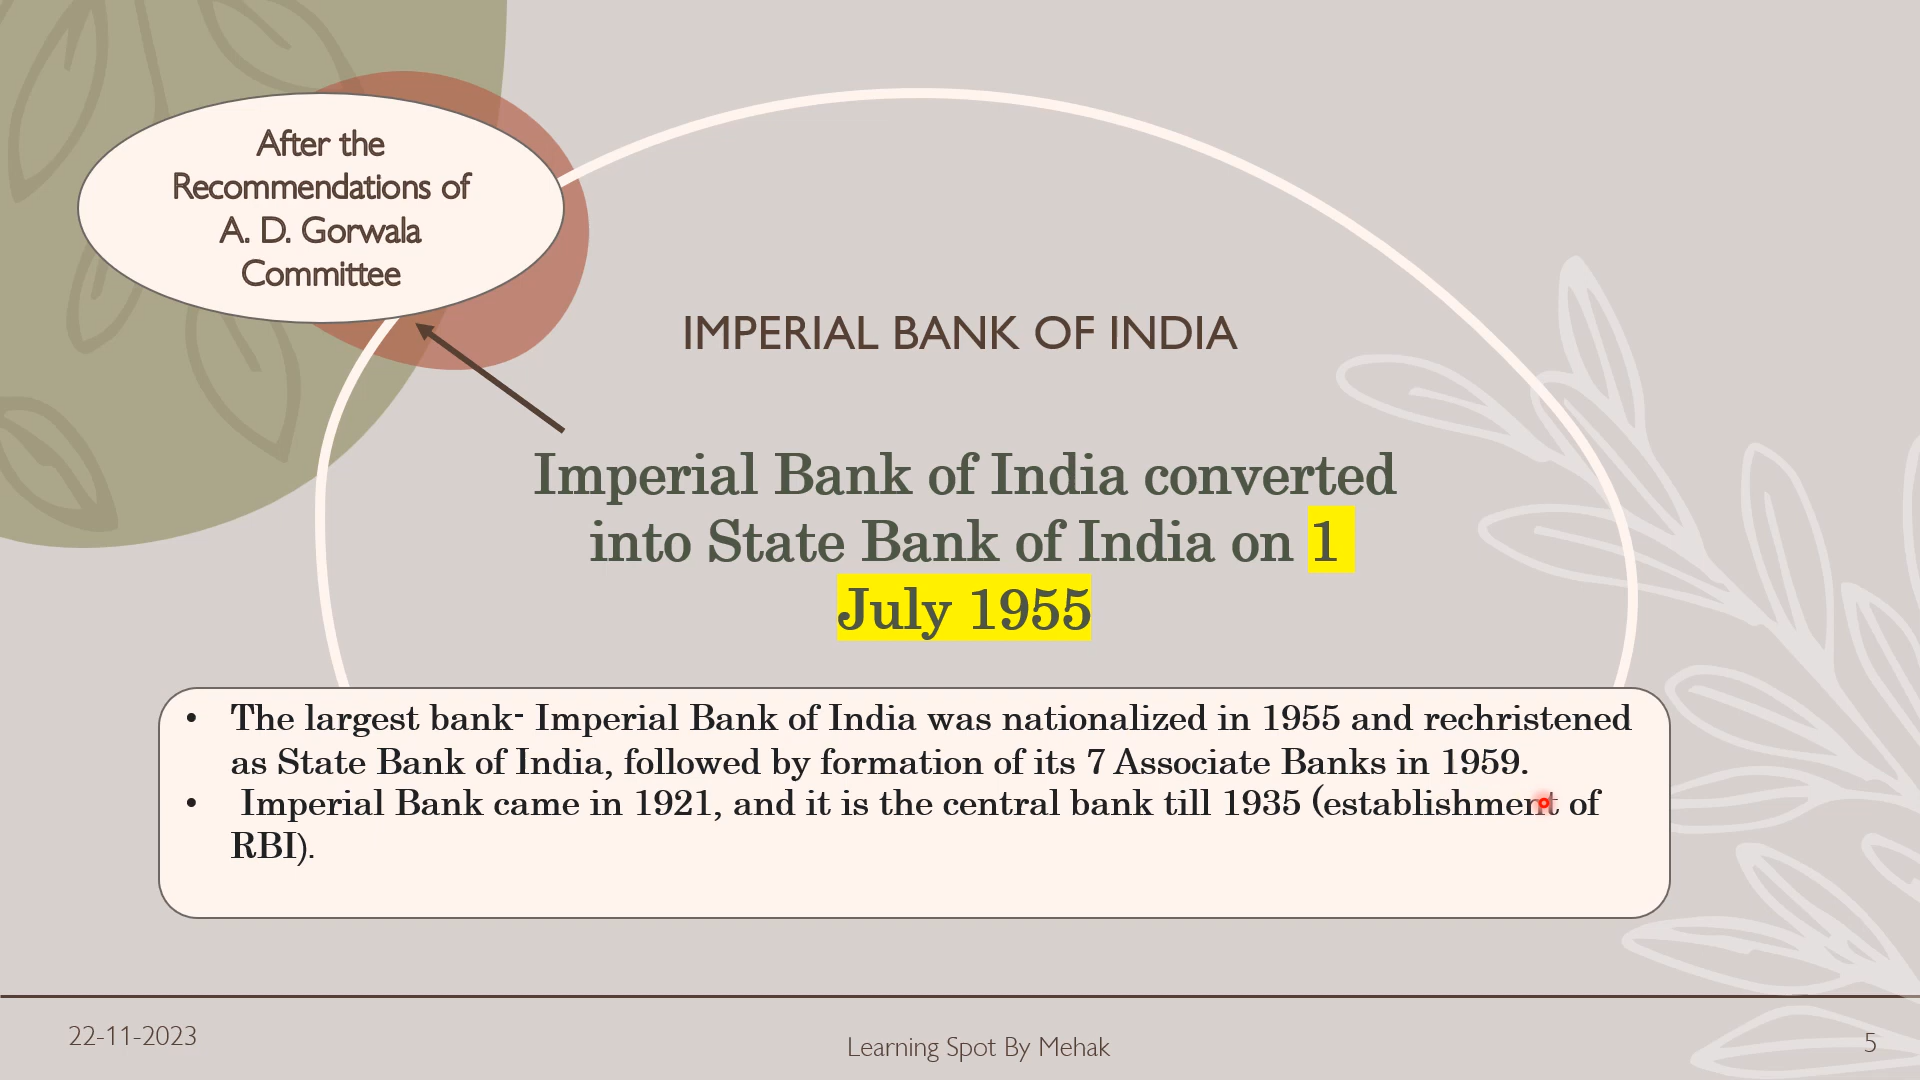 After the
Recommendations of
A. D. Gorwala
Committee
IMPERIAL BANK OF INDIA
Imperial Bank of India converted
into State Bank of India on 1
July 1955
• The largest bank- Imperial Bank of India was nationalized in 1955 and rechristened
as State Bank of India, followed by formation of its 7 Associate Banks in 1959.
• Imperial Bank came in 1921, and it is the central bank till 1935 (establishment of
RBI).
22-11-2023
Learning Spot By Mehak
5